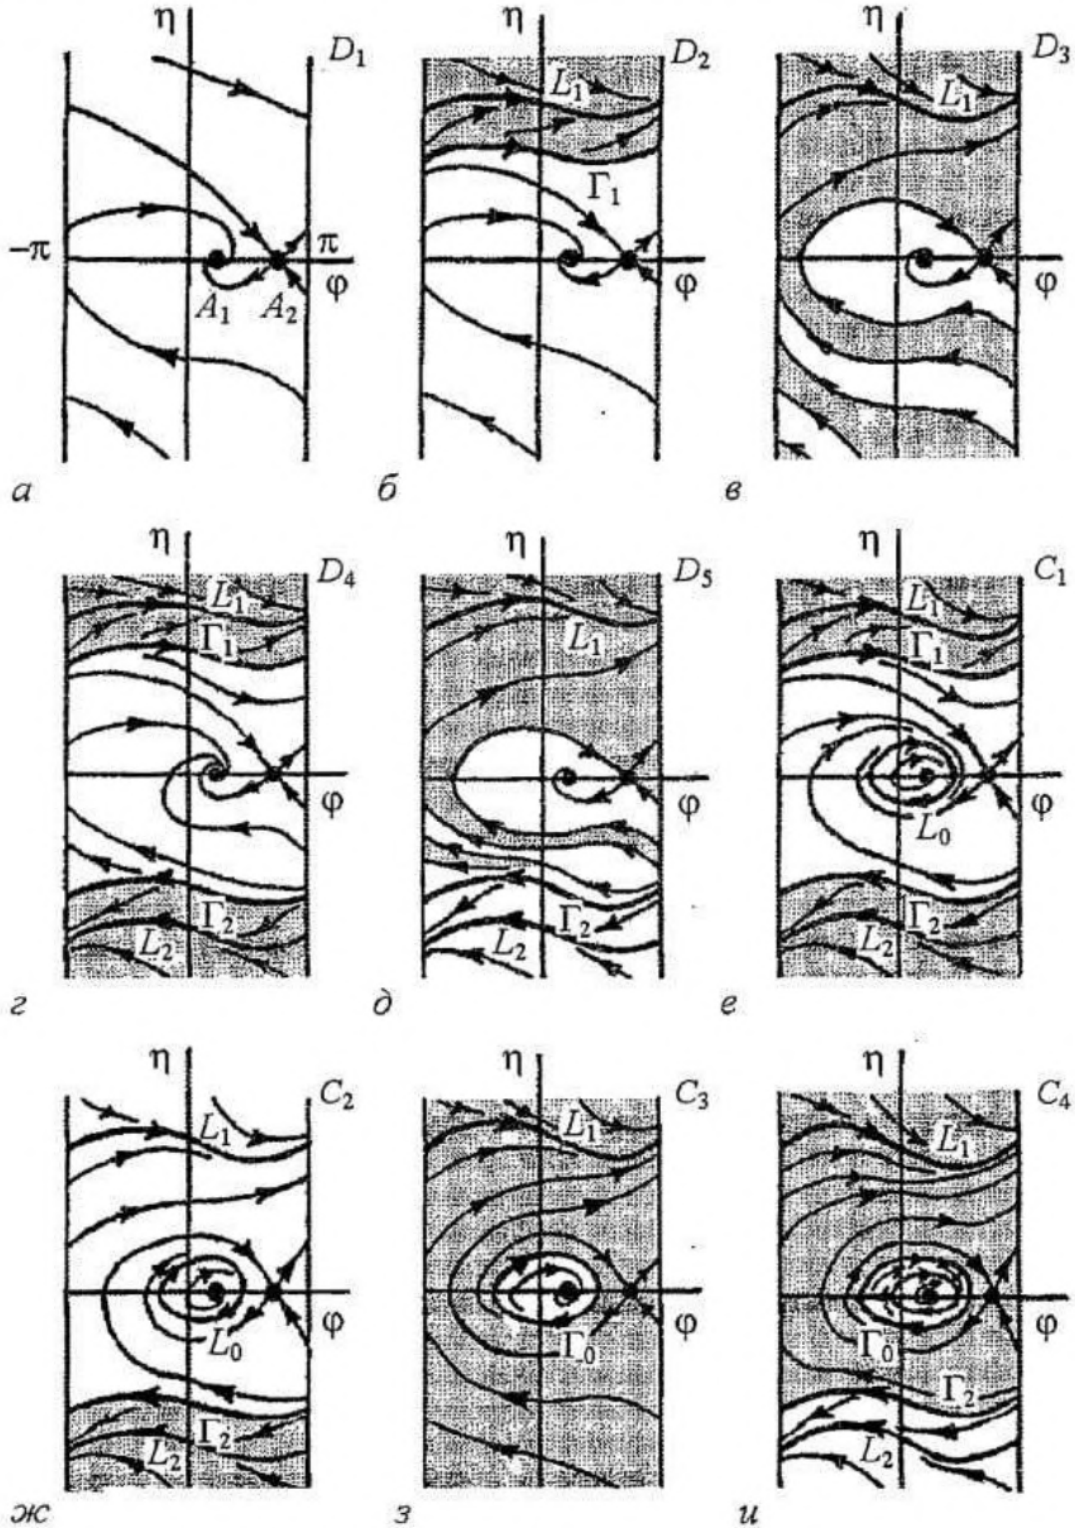 η η η
D₁ D₂ D₃
L₁ L₁
Γ₁
−π π
φ φ φ
A₁ A₂
а б в
η η η
D₄ D₅ C₁
L₁ L₁ L₁
Γ₁ Γ₁
φ φ φ
L₀
Γ₂ Γ₂ Γ₂
L₂ L₂ L₂
г д е
η η η
C₂ C₃ C₄
L₁ L₁ L₁
φ φ φ
L₀ Γ₀ Γ₀
Γ₂ Γ₂
L₂ L₂
ж з и